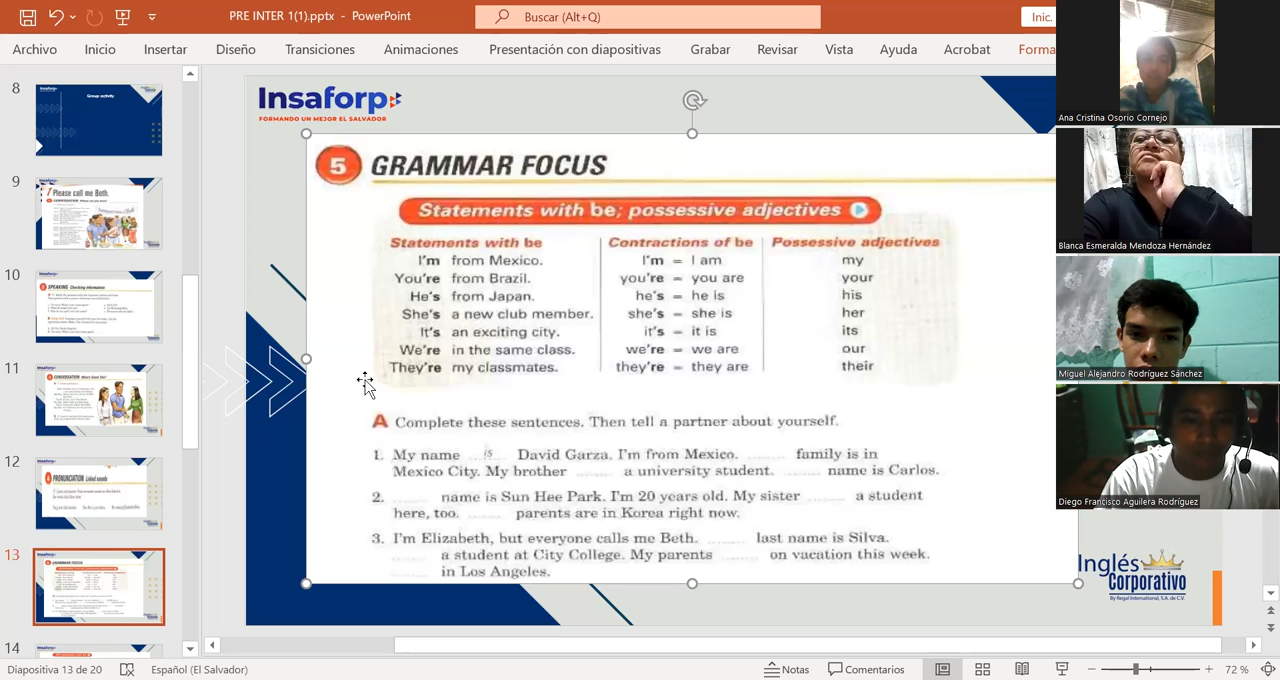 PRE INTER 1(1).pptx - PowerPoint
Buscar (Alt+Q)
Inic.
Archivo Inicio Insertar Diseño Transiciones Animaciones Presentación con diapositivas Grabar Revisar Vista Ayuda Acrobat Forma
8
Group activity
9
Please call me Beth.
10
SPEAKING Checking information
11
CONVERSATION
12
PRONUNCIATION Linked sounds
13
GRAMMAR FOCUS
14
Insaforp
FORMANDO UN MEJOR EL SALVADOR
5 GRAMMAR FOCUS
Statements with be; possessive adjectives
Statements with be Contractions of be Possessive adjectives
I'm from Mexico. I'm = I am my
You're from Brazil. you're = you are your
He's from Japan. he's = he is his
She's a new club member. she's = she is her
It's an exciting city. it's = it is its
We're in the same class. we're = we are our
They're my classmates. they're = they are their
A Complete these sentences. Then tell a partner about yourself.
1. My name is David Garza. I'm from Mexico. family is in
Mexico City. My brother a university student. name is Carlos.
2. name is Sun Hee Park. I'm 20 years old. My sister a student
here, too. parents are in Korea right now.
3. I'm Elizabeth, but everyone calls me Beth. last name is Silva.
a student at City College. My parents on vacation this week.
in Los Angeles.
Inglés
Corporativo
By Regal International, S.A. de C.V.
Ana Cristina Osorio Cornejo
Blanca Esmeralda Mendoza Hernández
Miguel Alejandro Rodríguez Sánchez
Diego Francisco Aguilera Rodríguez
Diapositiva 13 de 20 Español (El Salvador) Notas Comentarios 72 %